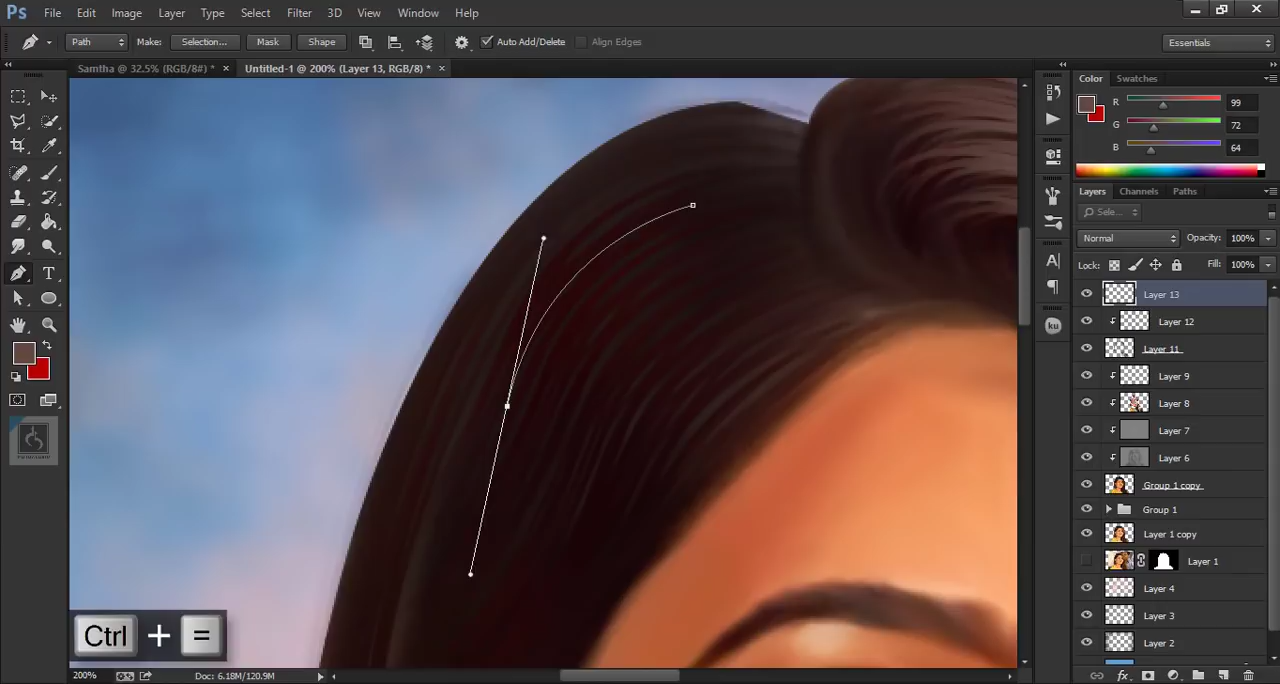 Ps File Edit Image Layer Type Select Filter 3D View Window Help
Path Make: Selection... Mask Shape Auto Add/Delete Align Edges Essentials
Samtha @ 32.5% (RGB/8#) * × Untitled-1 @ 200% (Layer 13, RGB/8) * ×
Color Swatches
R 99
G 72
B 64
Layers Channels Paths
Sele...
Normal Opacity: 100%
Lock: Fill: 100%
Layer 13
Layer 12
Layer 11
Layer 9
Layer 8
Layer 7
Layer 6
Group 1 copy
Group 1
Layer 1 copy
Layer 1
Layer 4
Layer 3
Layer 2
ku
Ctrl + =
200% Doc: 6.18M/120.9M
fx